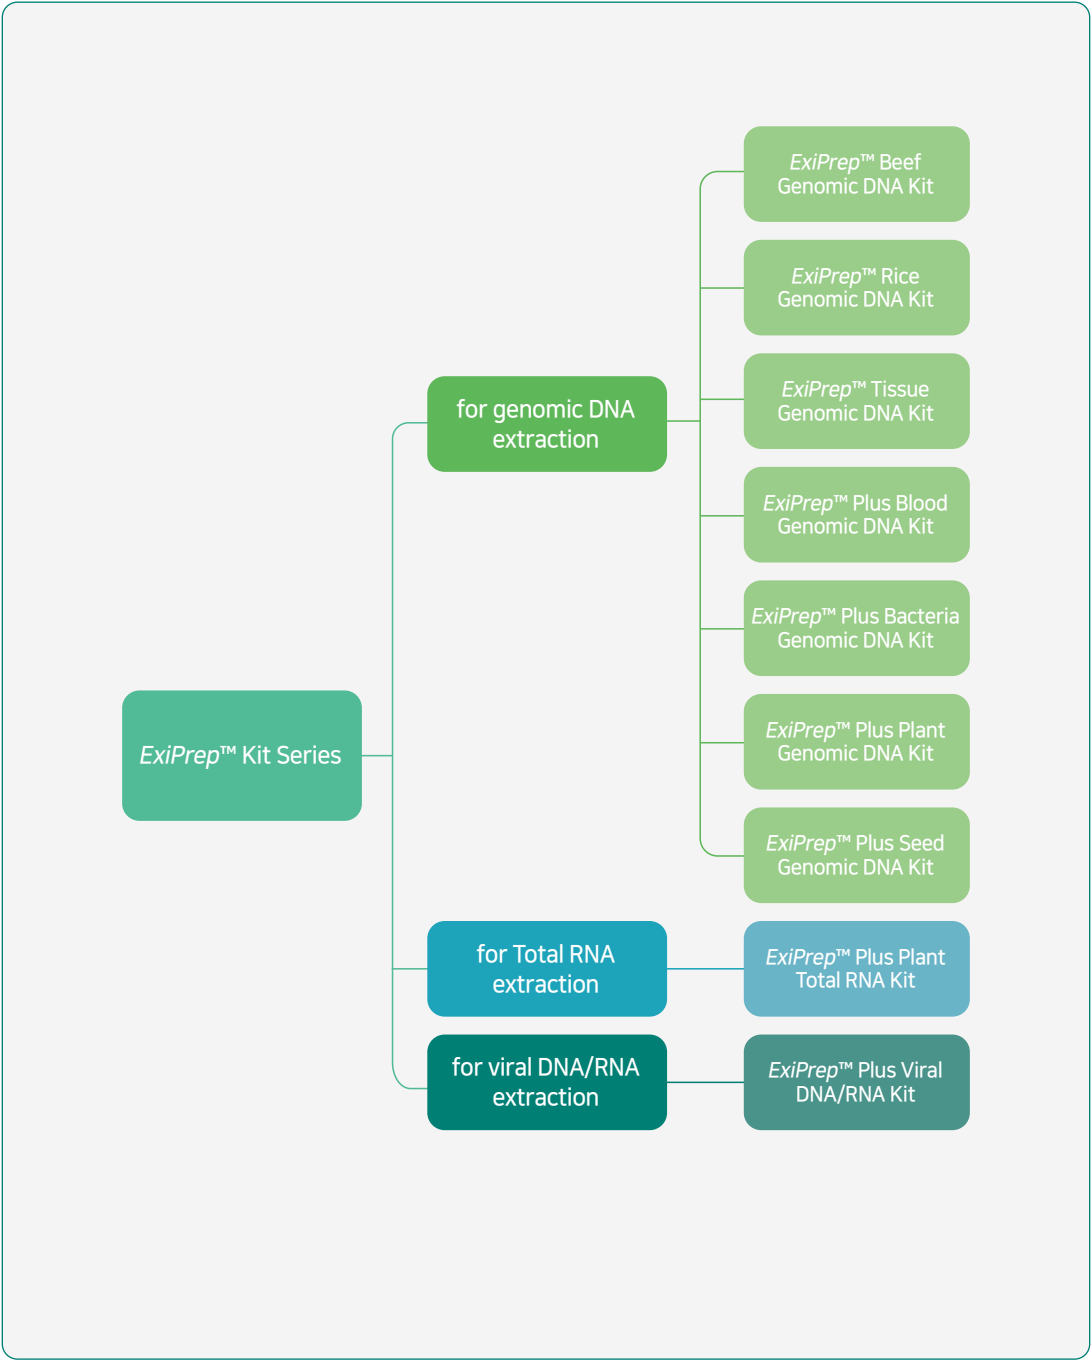 ExiPrep™ Kit Series
for genomic DNA
extraction
ExiPrep™ Beef
Genomic DNA Kit
ExiPrep™ Rice
Genomic DNA Kit
ExiPrep™ Tissue
Genomic DNA Kit
ExiPrep™ Plus Blood
Genomic DNA Kit
ExiPrep™ Plus Bacteria
Genomic DNA Kit
ExiPrep™ Plus Plant
Genomic DNA Kit
ExiPrep™ Plus Seed
Genomic DNA Kit
for Total RNA
extraction
ExiPrep™ Plus Plant
Total RNA Kit
for viral DNA/RNA
extraction
ExiPrep™ Plus Viral
DNA/RNA Kit